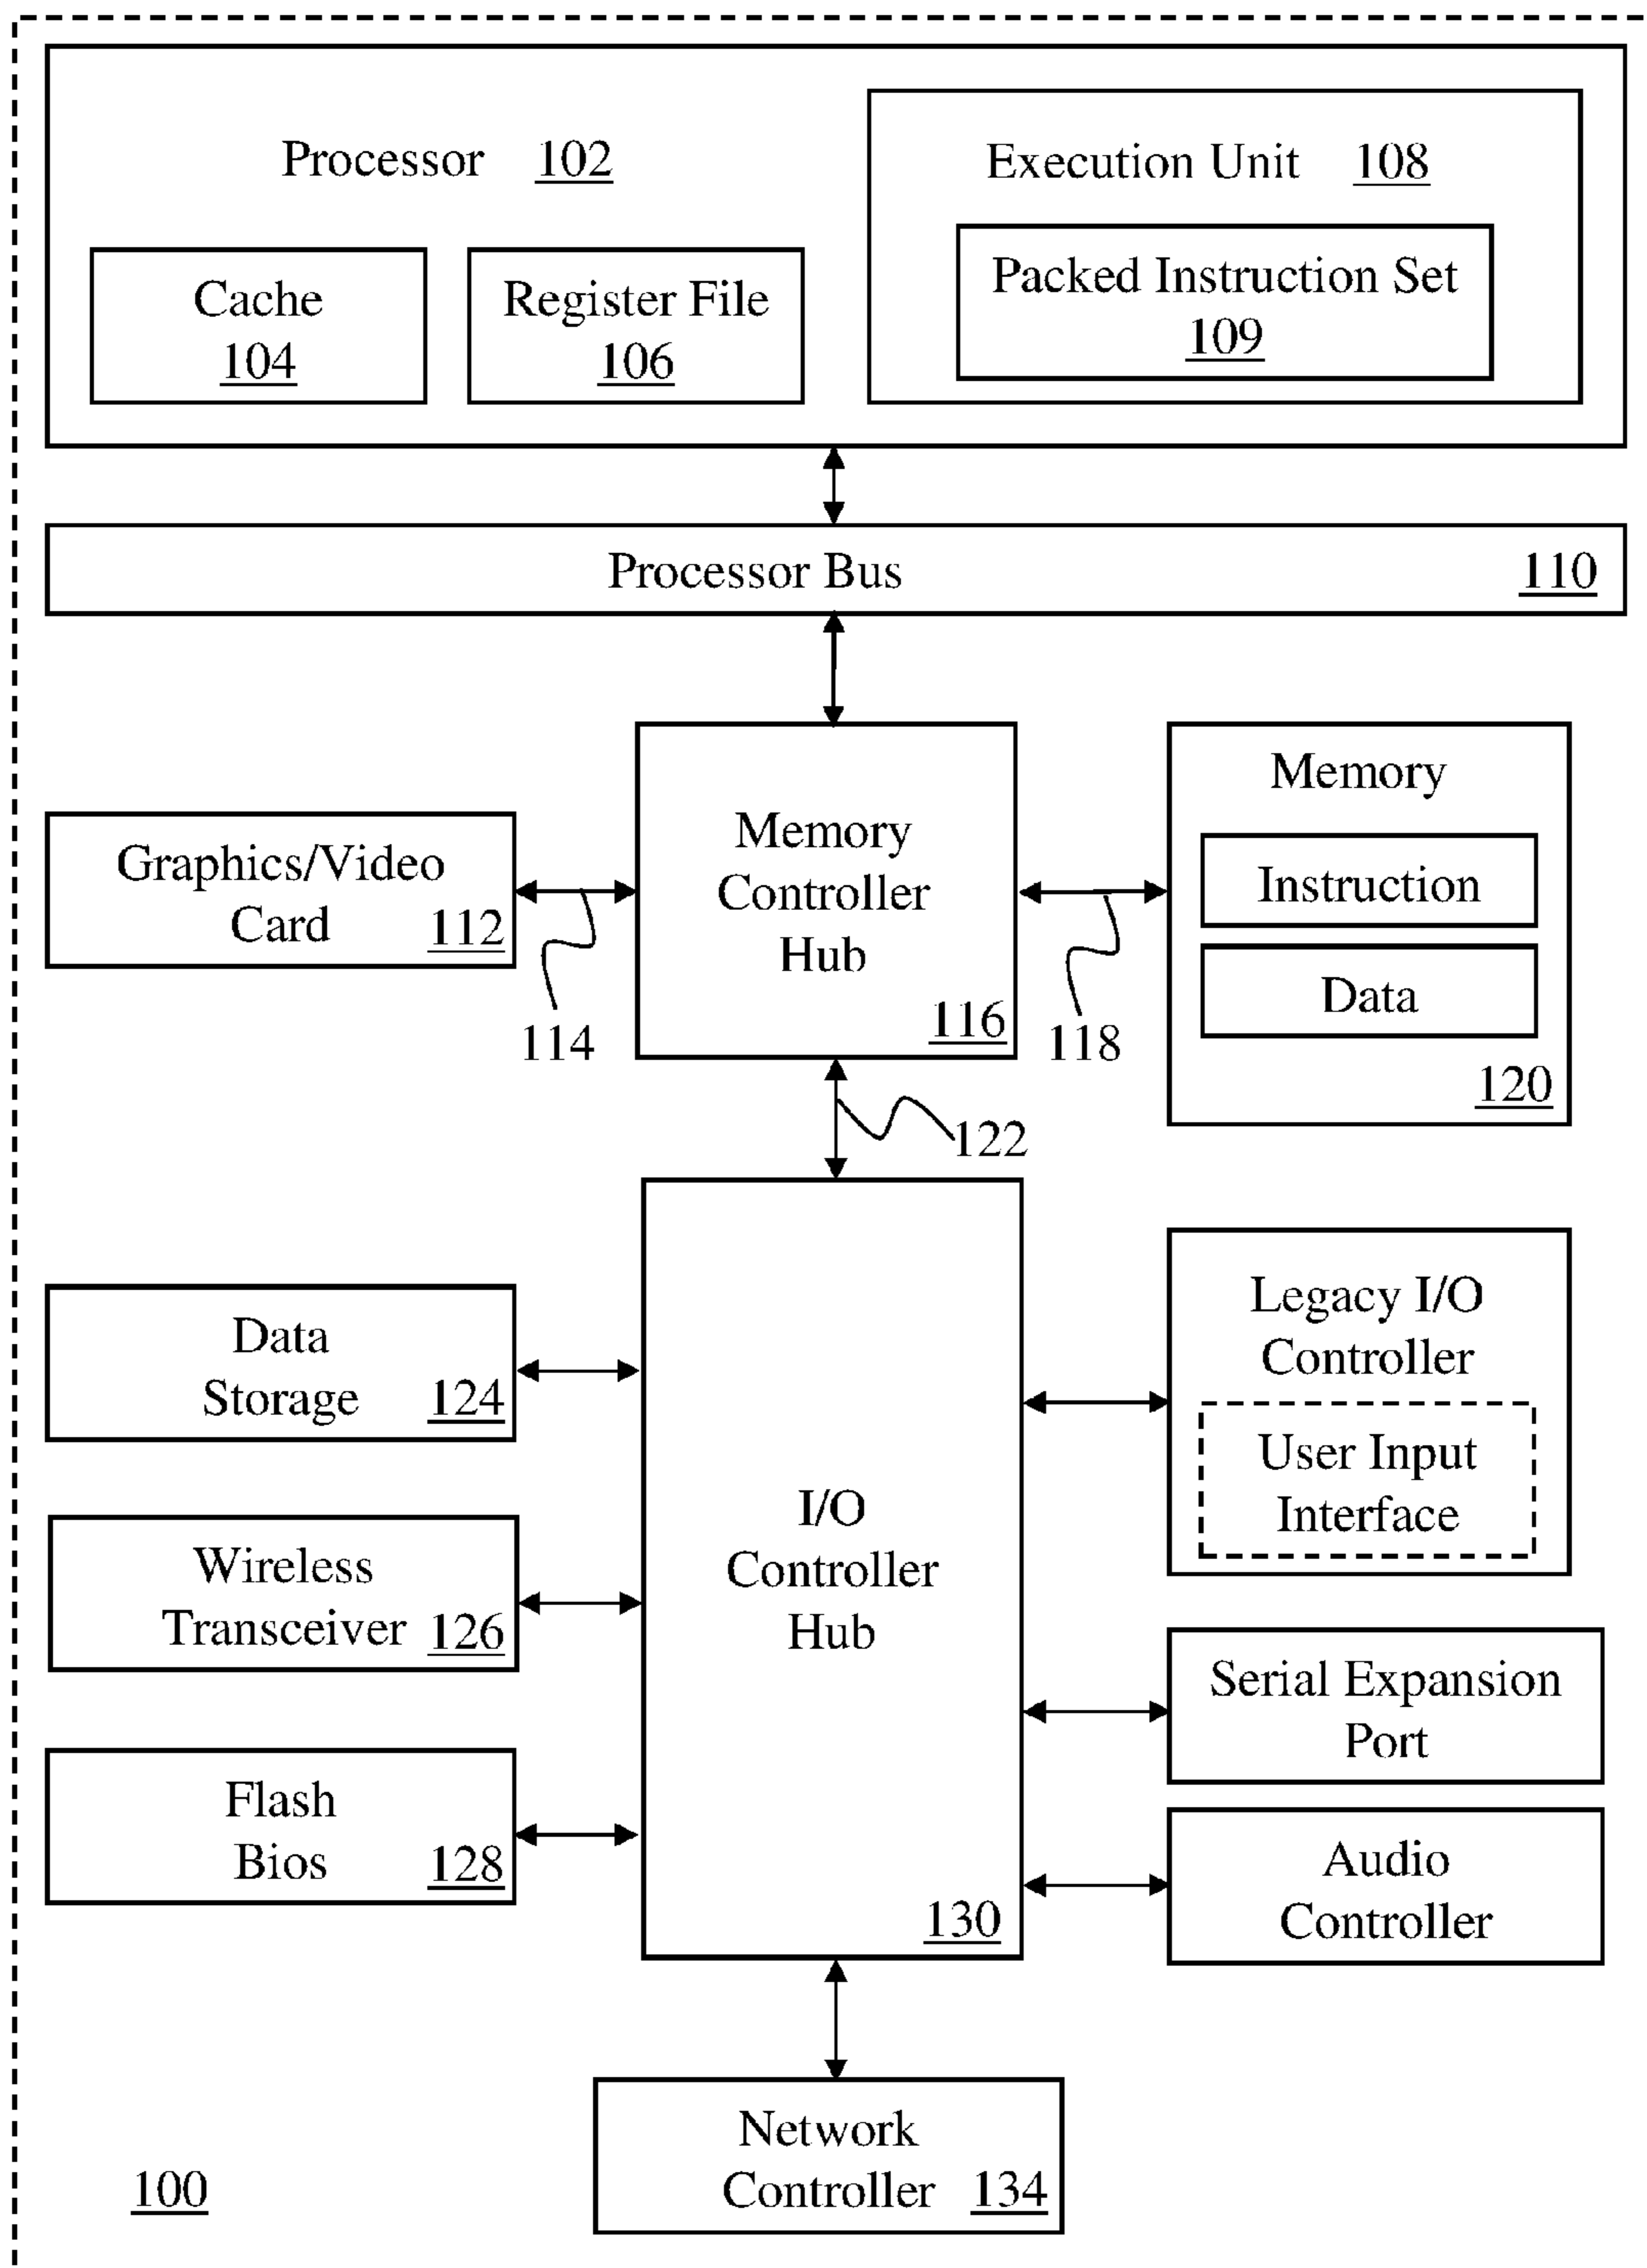 Processor 102
Execution Unit 108
Packed Instruction Set
109
Cache
104
Register File
106
Processor Bus 110
Memory
Controller
Hub
116
Graphics/Video
Card 112
114
118
Memory
Instruction
Data
120
122
I/O
Controller
Hub
130
Data
Storage 124
Wireless
Transceiver 126
Flash
Bios 128
Legacy I/O
Controller
User Input
Interface
Serial Expansion
Port
Audio
Controller
Network
Controller 134
100